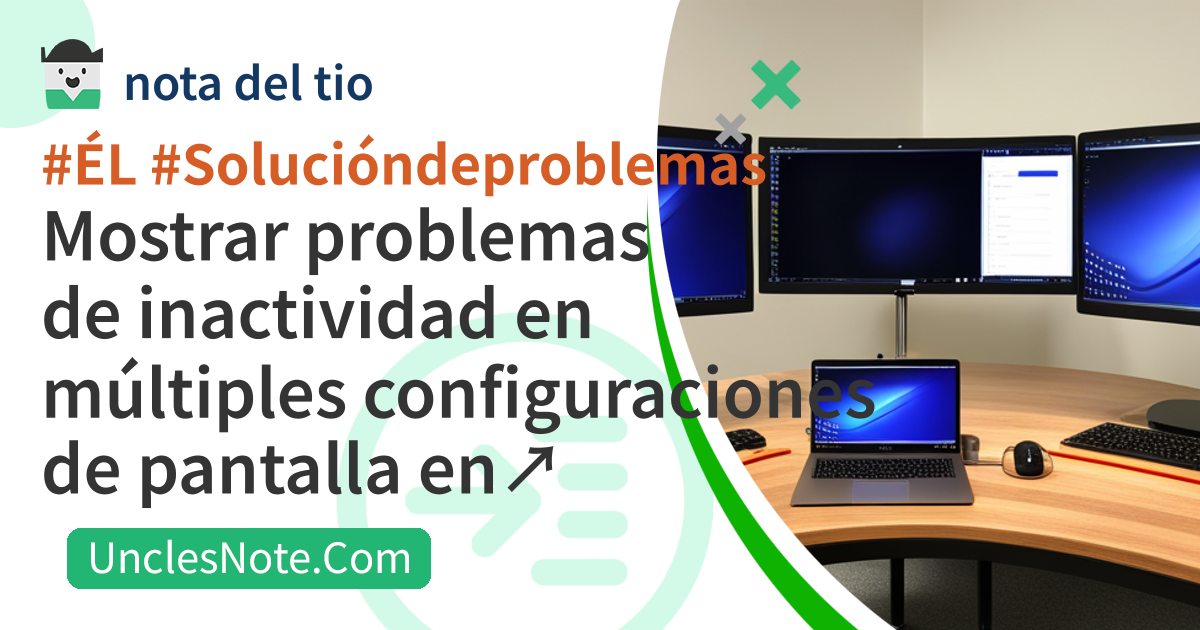 nota del tio
#ÉL #Solucióndeproblemas
Mostrar problemas
de inactividad en
múltiples configuraciones
de pantalla en↗
UnclesNote.Com